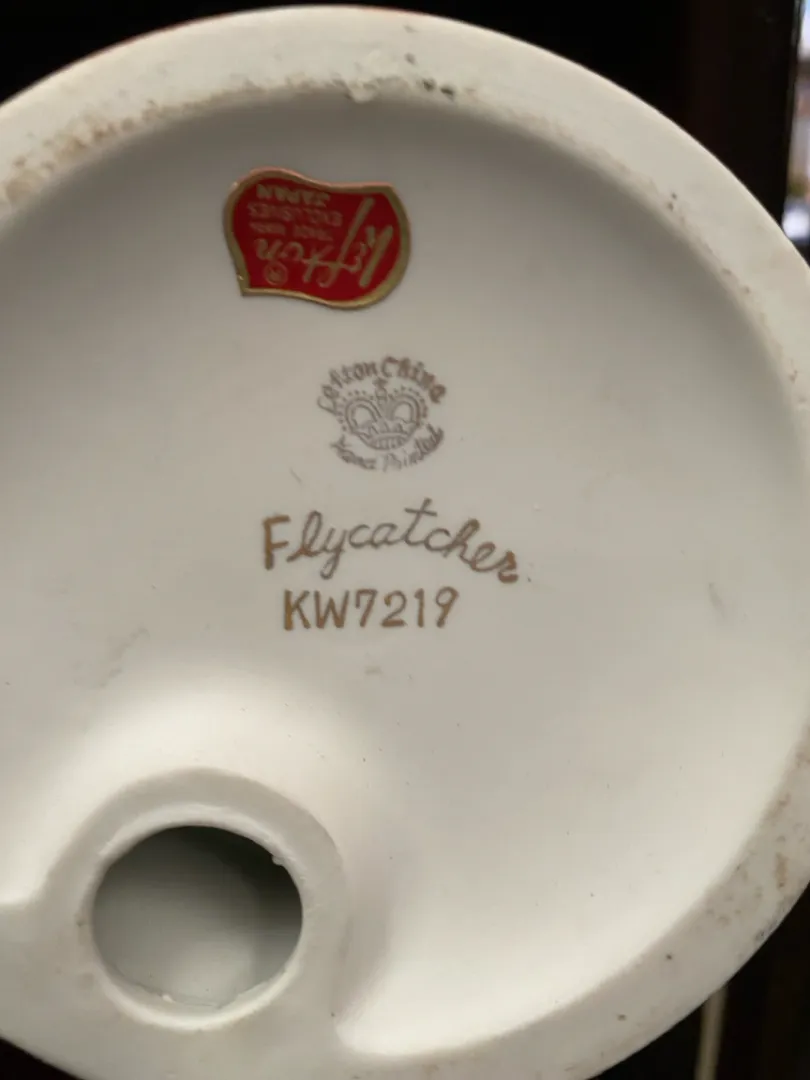 Lefton
®
TRADE MARK
EXCLUSIVES
JAPAN
Lefton China
Hand Painted
Flycatcher
KW7219